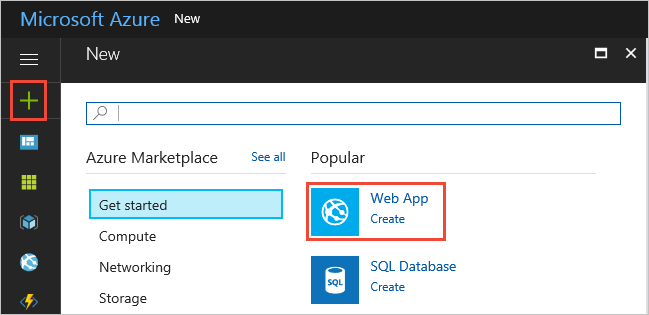 Microsoft Azure New
New
Azure Marketplace See all Popular
Get started
Web App
Create
Compute
Networking
SQL
SQL Database
Create
Storage